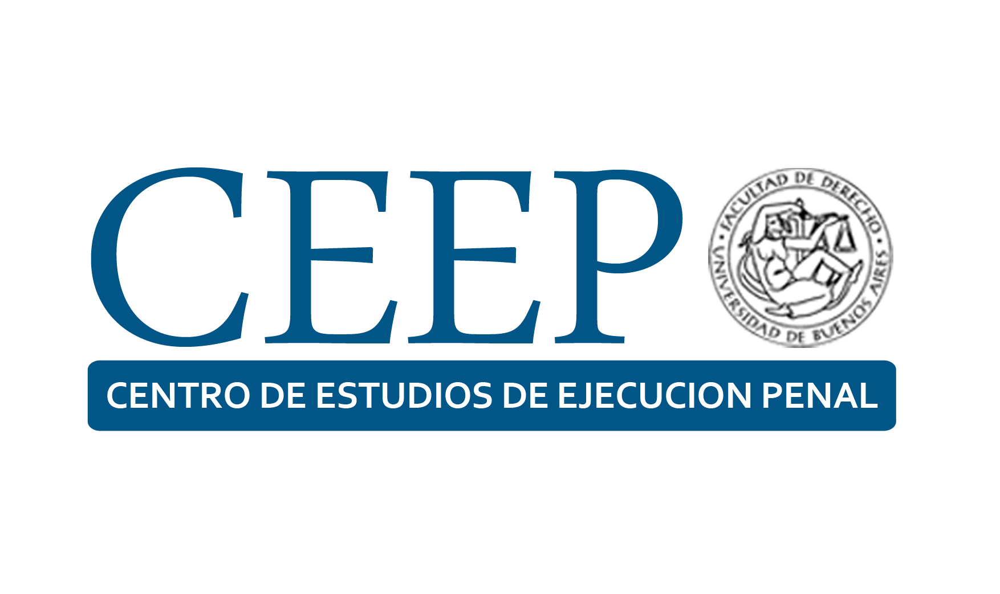 CEEP
· FACULTAD DE DERECHO ·
UNIVERSIDAD DE BUENOS AIRES
CENTRO DE ESTUDIOS DE EJECUCION PENAL